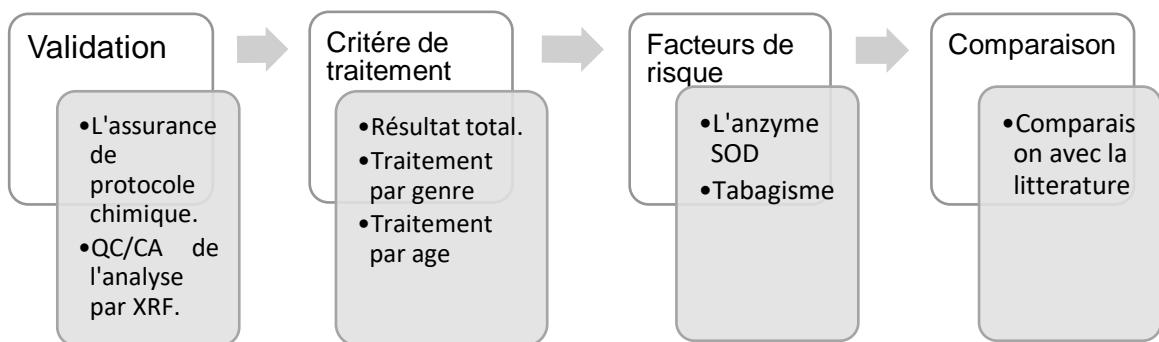 Validation
•L'assurance
de
protocole
chimique.
•QC/CA de
l'analyse
par XRF.
Critére de
traitement
•Résultat total.
•Traitement
par genre
•Traitement
par age
Facteurs de
risque
•L'anzyme
SOD
•Tabagisme
Comparaison
•Comparais
on avec la
litterature